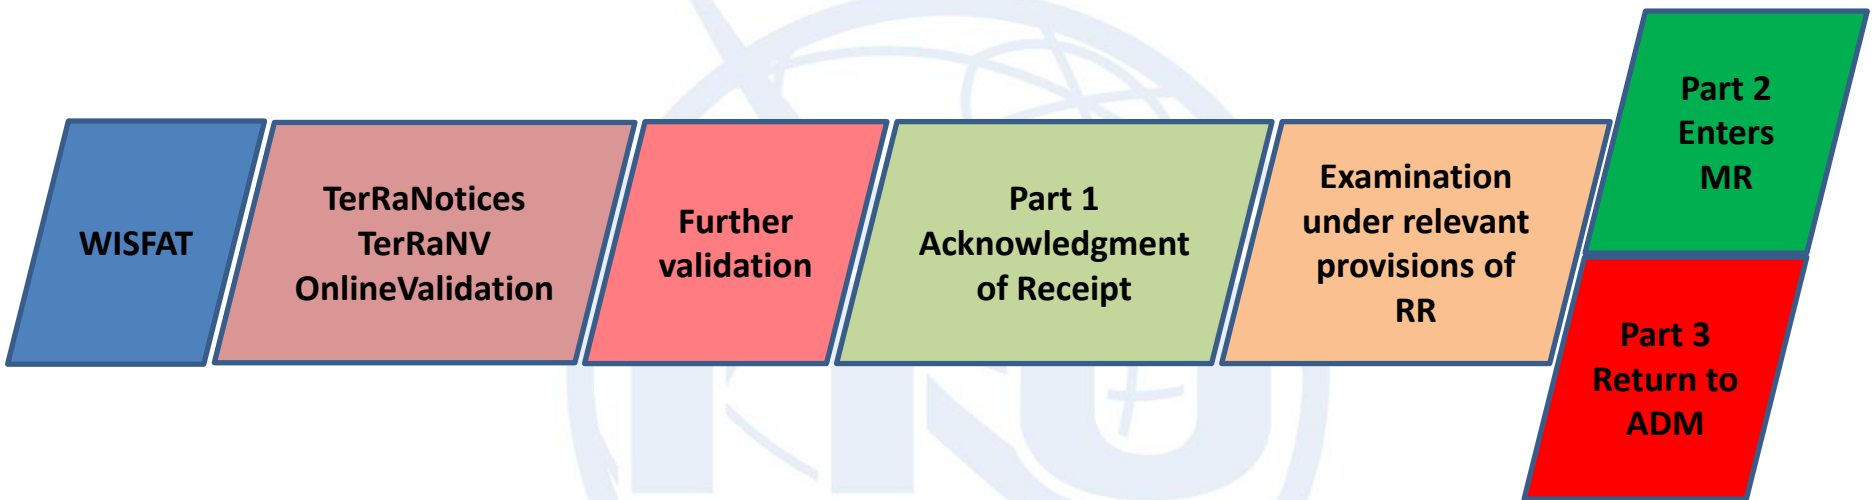 WISFAT
TerRaNotices
TerRaNV
OnlineValidation
Further
validation
Part 1
Acknowledgment
of Receipt
Examination
under relevant
provisions of
RR
Part 2
Enters
MR
Part 3
Return to
ADM